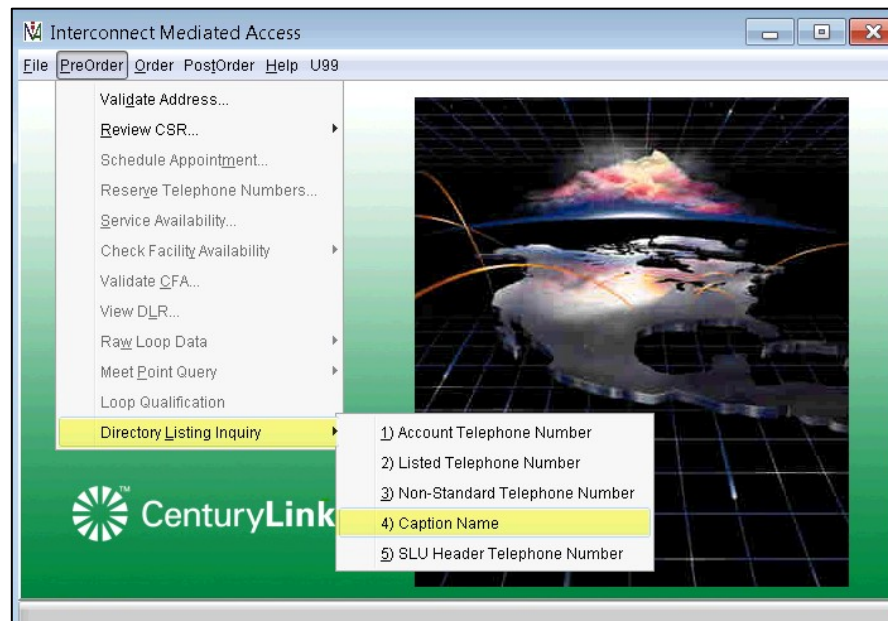 Interconnect Mediated Access
File PreOrder Order PostOrder Help U99
Validate Address...
Review CSR...
Schedule Appointment...
Reserve Telephone Numbers...
Service Availability...
Check Facility Availability
Validate CFA...
View DLR...
Raw Loop Data
Meet Point Query
Loop Qualification
Directory Listing Inquiry
1) Account Telephone Number
2) Listed Telephone Number
3) Non-Standard Telephone Number
4) Caption Name
5) SLU Header Telephone Number
CenturyLink™